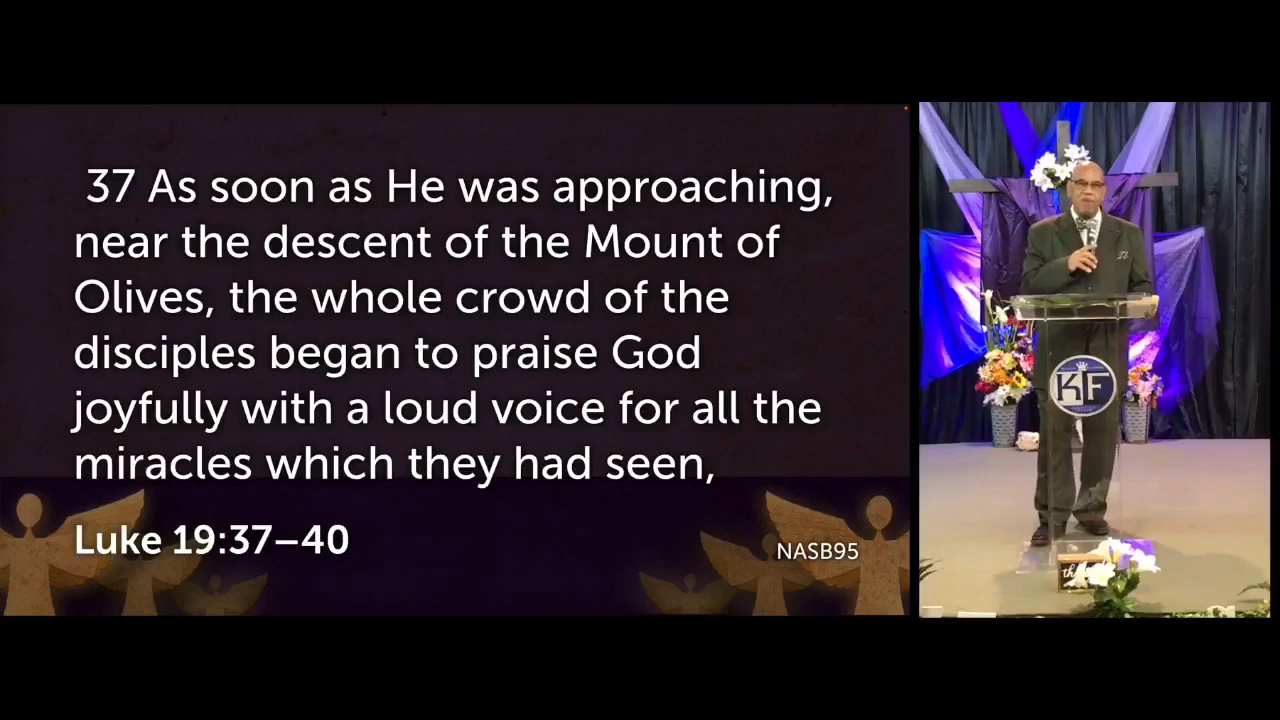 37 As soon as He was approaching,
near the descent of the Mount of
Olives, the whole crowd of the
disciples began to praise God
joyfully with a loud voice for all the
miracles which they had seen,
Luke 19:37–40
NASB95
KF